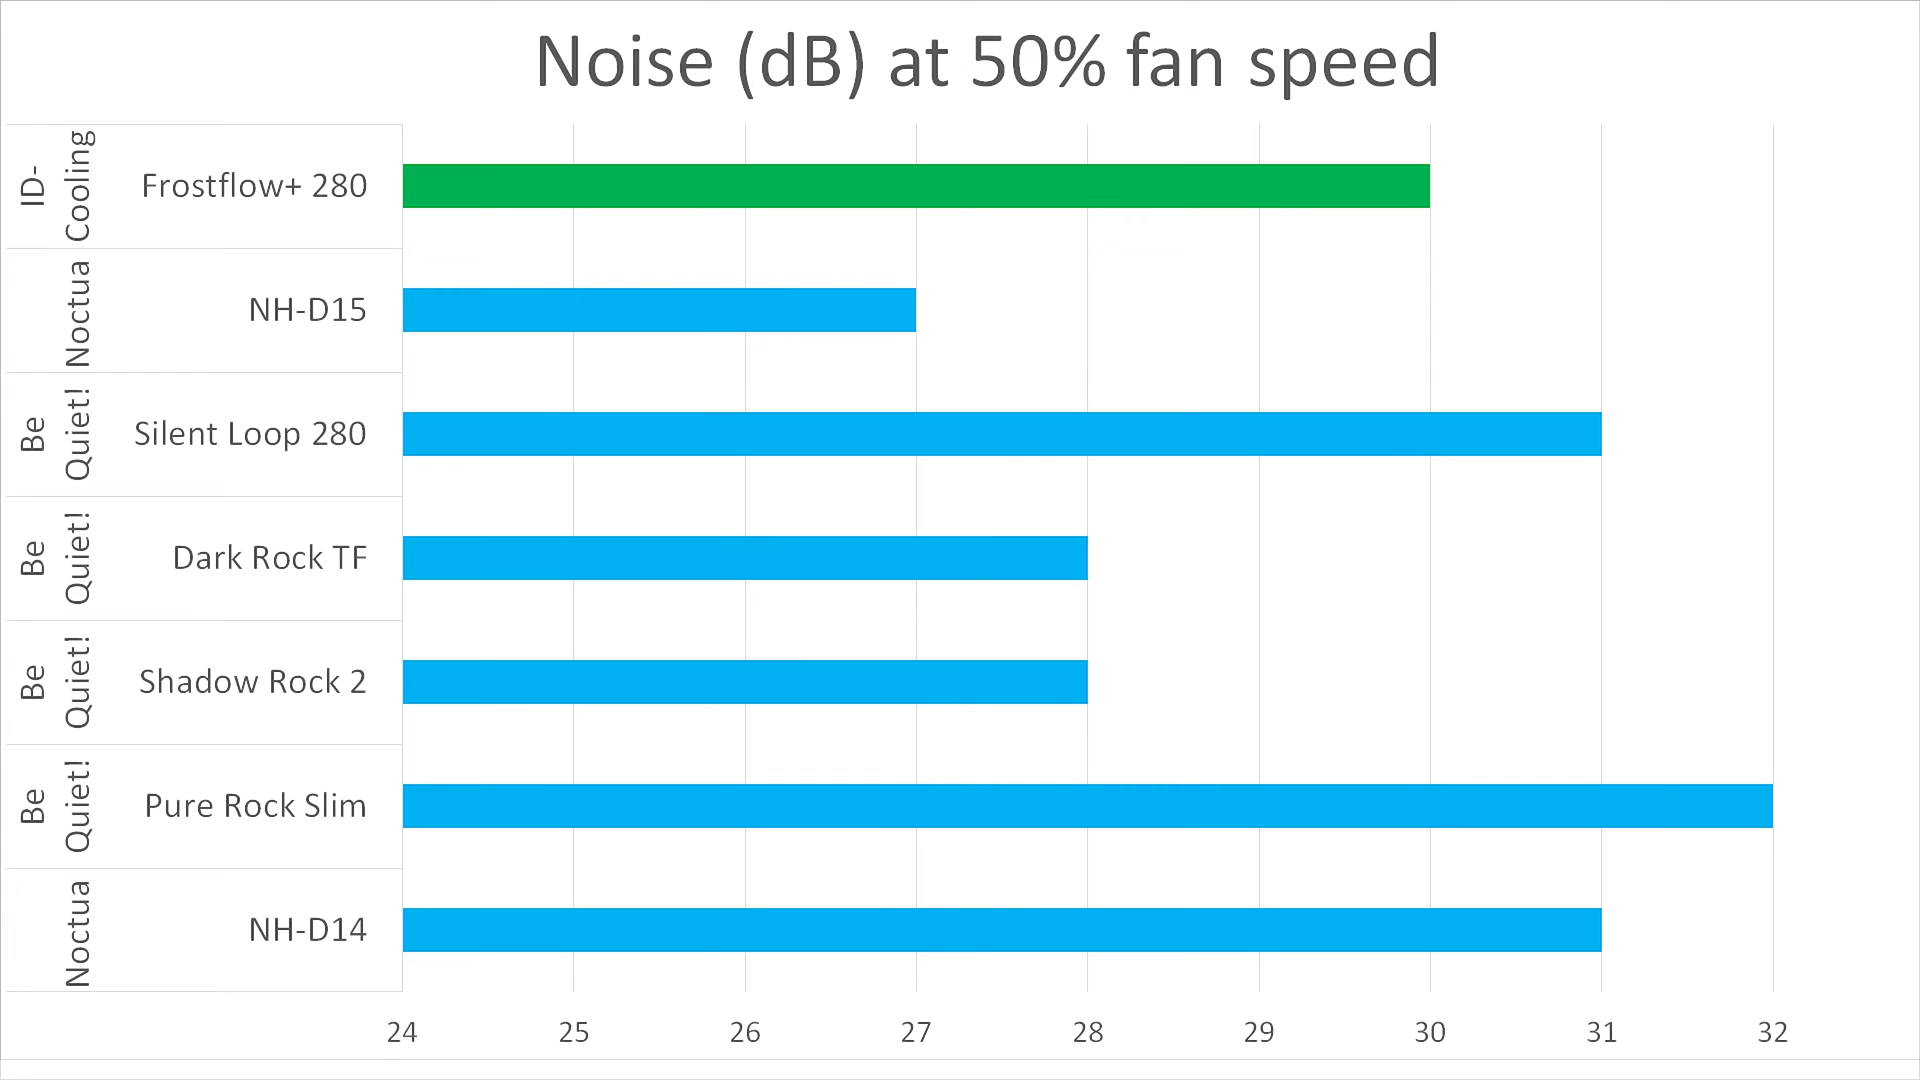 Noise (dB) at 50% fan speed
ID-
Cooling
Frostflow+ 280
Noctua
NH-D15
Be
Quiet!
Silent Loop 280
Be
Quiet!
Dark Rock TF
Be
Quiet!
Shadow Rock 2
Be
Quiet!
Pure Rock Slim
Noctua
NH-D14
24 25 26 27 28 29 30 31 32